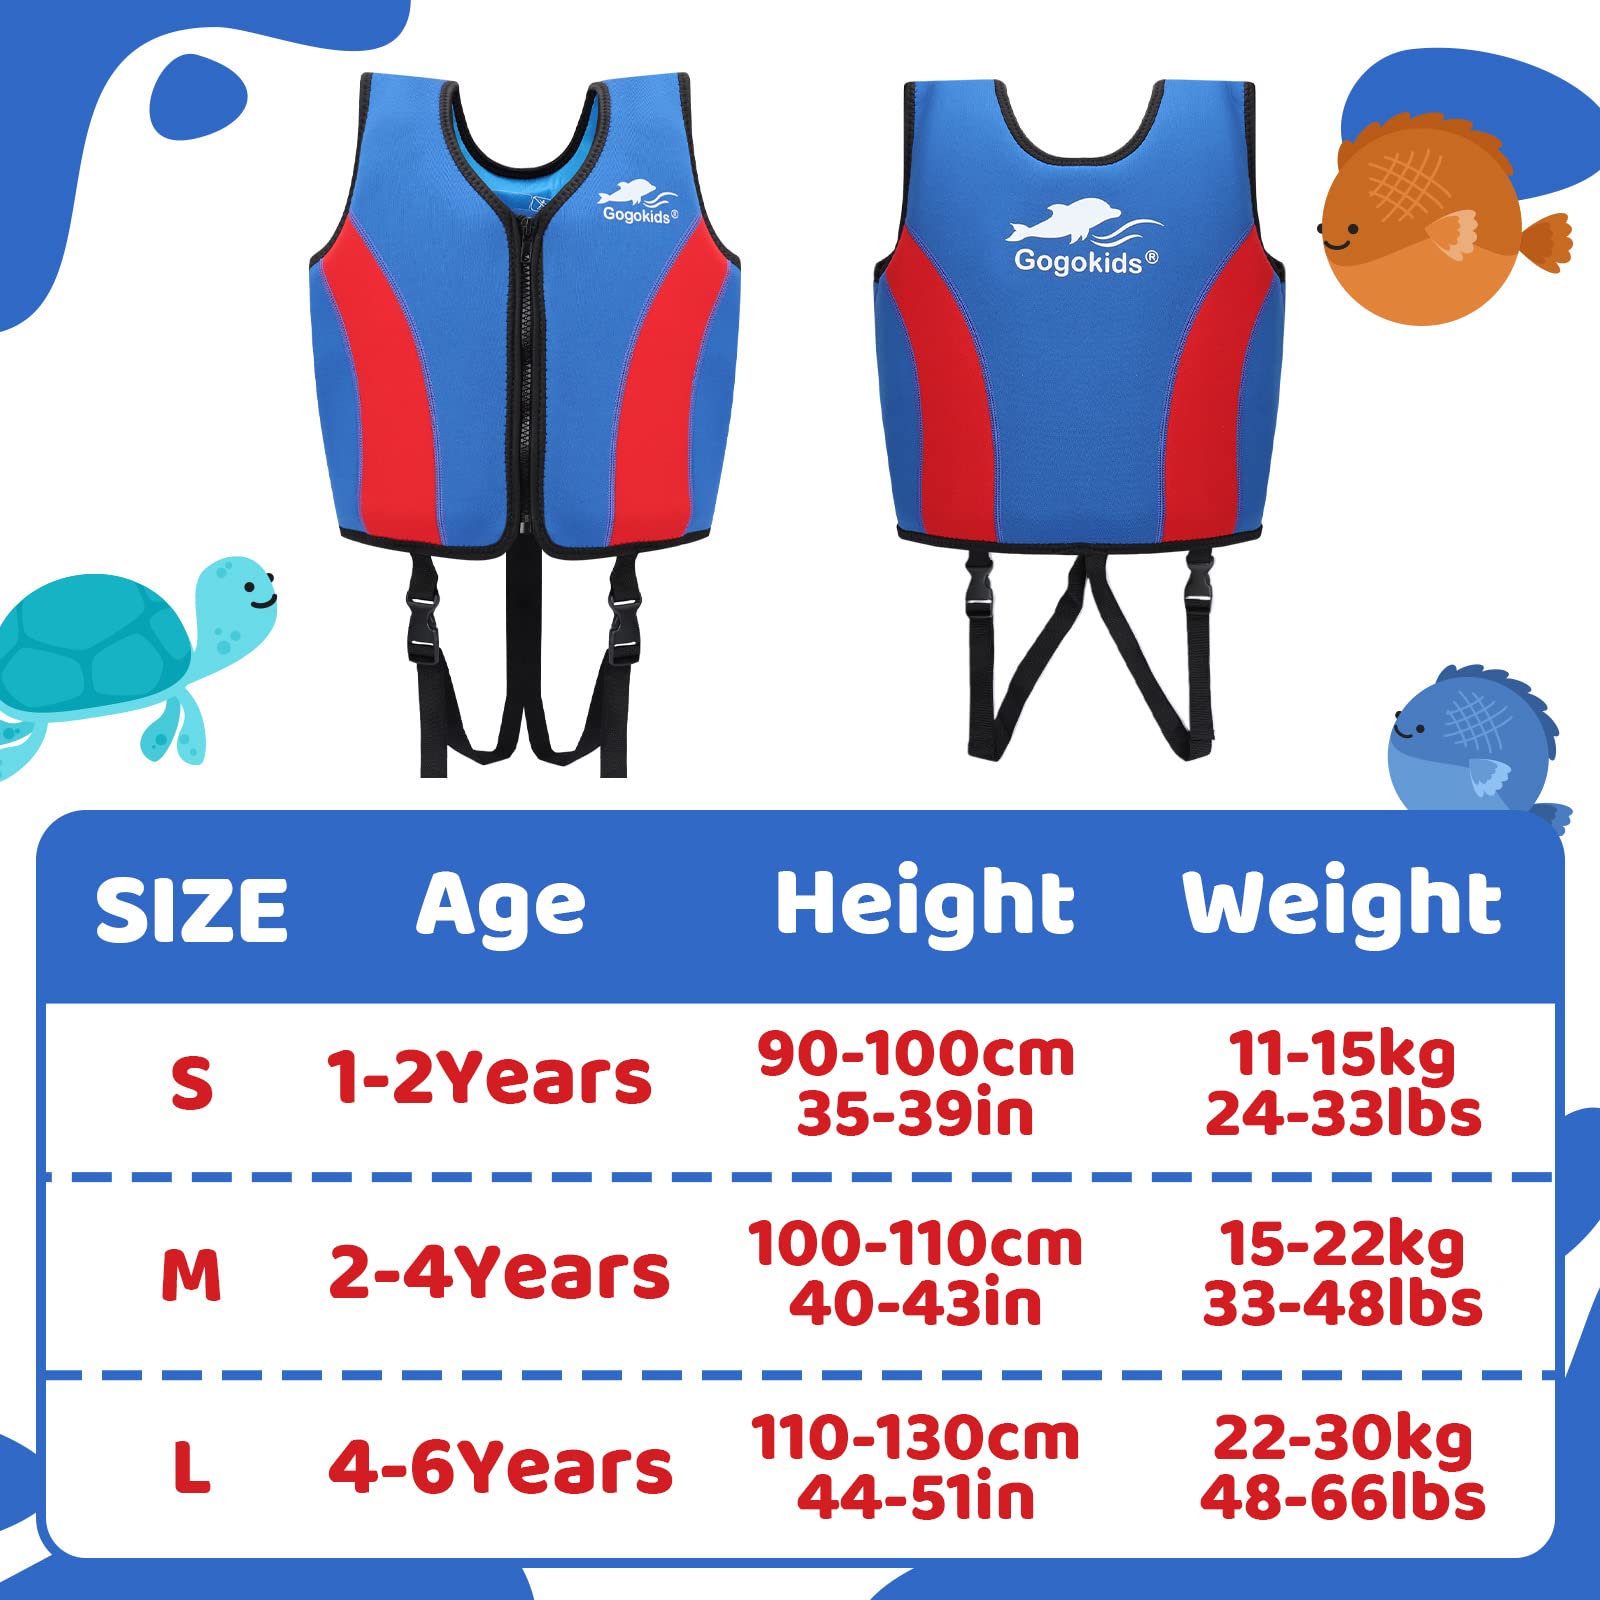 Gogokids®
Gogokids®
SIZE Age Height Weight
S 1-2Years 90-100cm 11-15kg
35-39in 24-33lbs
M 2-4Years 100-110cm 15-22kg
40-43in 33-48lbs
L 4-6Years 110-130cm 22-30kg
44-51in 48-66lbs